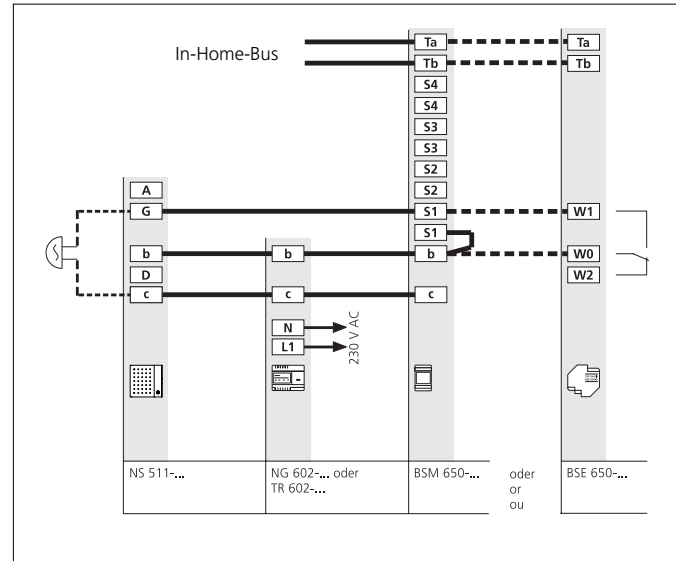 In-Home-Bus
Ta Ta
Tb Tb
S4
S4
S3
S3
S2
A S2
G S1 W1
S1
b b b W0
D W2
c c c
N
L1
230 V AC
NS 511-...
NG 602-... oder
TR 602-...
BSM 650-...
oder
or
ou
BSE 650-...